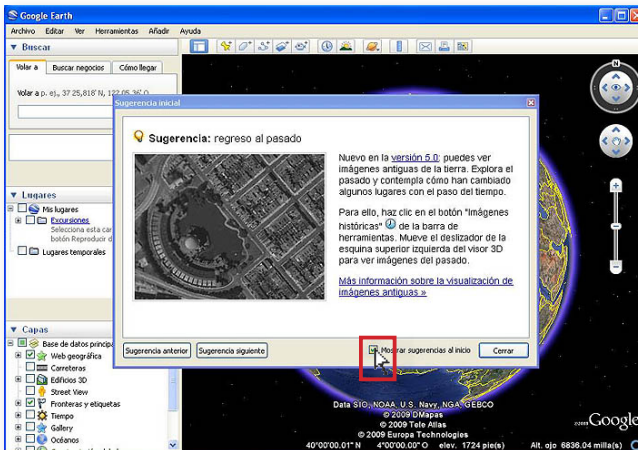 Google Earth
Archivo Editar Ver Herramientas Añadir Ayuda
Buscar
Volar a Buscar negocios Cómo llegar
Volar a p. ej., 37 25,818' N, 122 05,36' O
Sugerencia inicial
Sugerencia: regreso al pasado
Nuevo en la versión 5.0: puedes ver
imágenes antiguas de la tierra. Explora el
pasado y contempla cómo han cambiado
algunos lugares con el paso del tiempo.
Para ello, haz clic en el botón "Imágenes
históricas" de la barra de
herramientas. Mueve el deslizador de la
esquina superior izquierda del visor 3D
para ver imágenes del pasado.
Más información sobre la visualización de
imágenes antiguas »
Sugerencia anterior Sugerencia siguiente Mostrar sugerencias al inicio Cerrar
Lugares
Mis lugares
Excursiones
Selecciona esta car
botón Reproducir d
Lugares temporales
Capas
Base de datos principa
Web geográfica
Carreteras
Edificios 3D
Street View
Fronteras y etiquetas
Tiempo
Gallery
Océanos
N
Data SIO, NOAA, U.S. Navy, NGA, GEBCO
© 2009 DMapas
© 2009 Tele Atlas
© 2009 Europa Technologies
©2009 Google
40°00'00.01" N 4°00'00.00" O elev. 1724 pie(s) Alt. ojo 6836.04 milla(s)